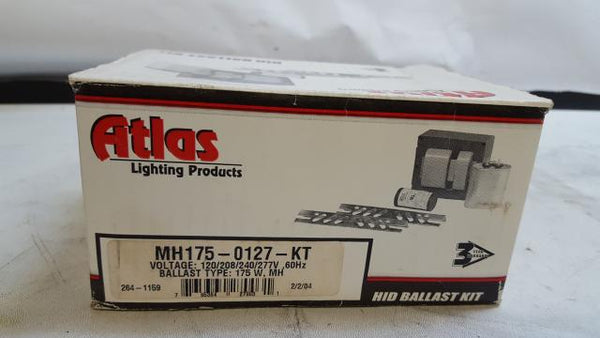 Atlas
Lighting Products
MH175-0127-KT
VOLTAGE: 120/208/240/277V ,60Hz
BALLAST TYPE: 175 W, MH
264-1159
2/2/04
HID BALLAST KIT